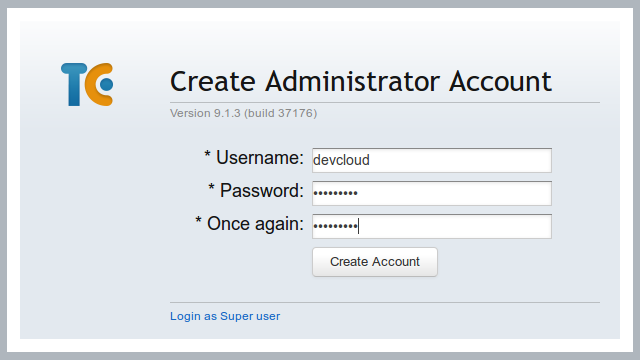 TC
Create Administrator Account
Version 9.1.3 (build 37176)
* Username: devcloud
* Password: •••••••••
* Once again: •••••••••
Create Account
Login as Super user